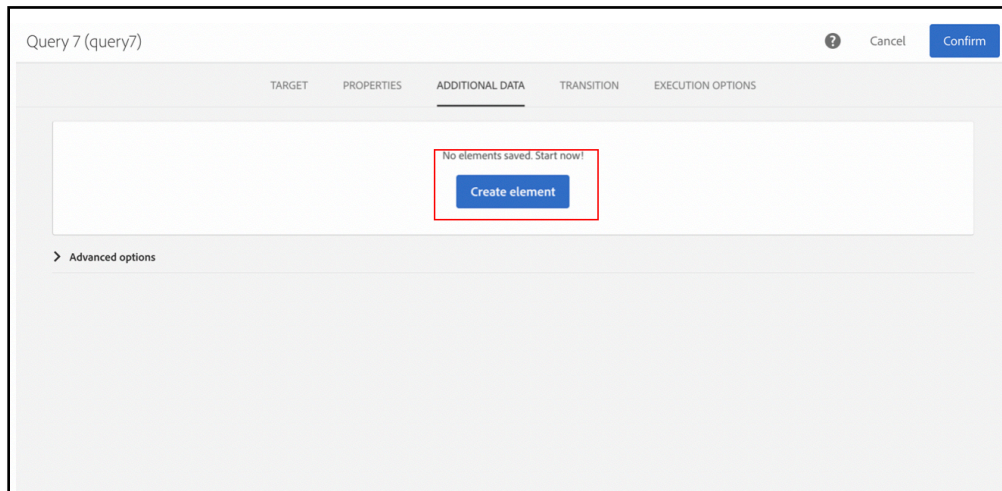 Query 7 (query7)
Cancel
Confirm
TARGET PROPERTIES ADDITIONAL DATA TRANSITION EXECUTION OPTIONS
No elements saved. Start now!
Create element
Advanced options